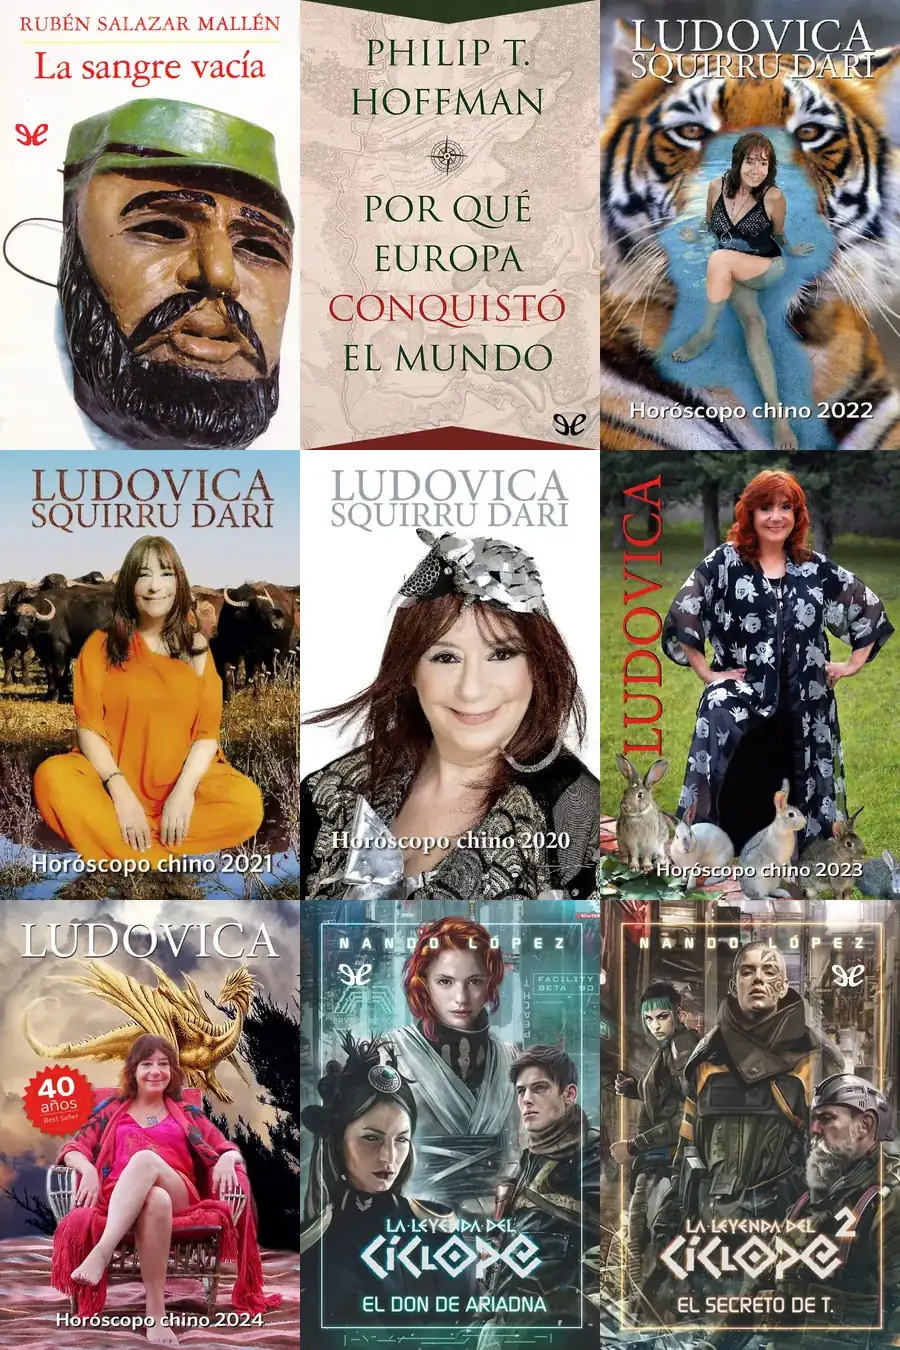 RUBÉN SALAZAR MALLÉN
La sangre vacía
PHILIP T.
HOFFMAN
POR QUÉ
EUROPA
CONQUISTÓ
EL MUNDO
LUDOVICA
SQUIRRU DARI
Horóscopo chino 2022
LUDOVICA
SQUIRRU DARI
Horóscopo chino 2021
LUDOVICA
SQUIRRU DARI
Horóscopo chino 2020
LUDOVICA
Horóscopo chino 2023
LUDOVICA
40
años
Best Seller
Horóscopo chino 2024
NANDO LÓPEZ
FACILITY
BETA 93
LA·LEYENDA·DEL
CÍCLOPE
EL DON DE ARIADNA
NANDO LÓPEZ
LA·LEYENDA·DEL
CÍCLOPE 2
EL SECRETO DE T.